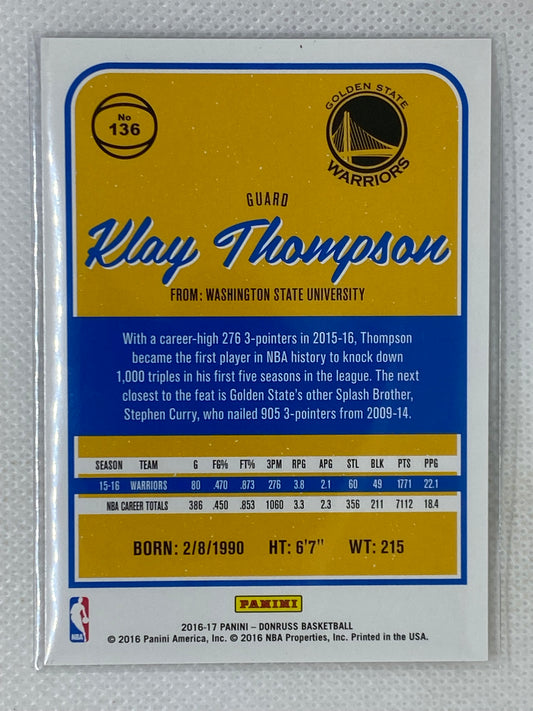 No
136
GOLDEN STATE
WARRIORS
GUARD
Klay Thompson
FROM: WASHINGTON STATE UNIVERSITY
With a career-high 276 3-pointers in 2015-16, Thompson
became the first player in NBA history to knock down
1,000 triples in his first five seasons in the league. The next
closest to the feat is Golden State's other Splash Brother,
Stephen Curry, who nailed 905 3-pointers from 2009-14.
SEASON TEAM G FG% FT% 3PM RPG APG STL BLK PTS PPG
15-16 WARRIORS 80 .470 .873 276 3.8 2.1 60 49 1771 22.1
NBA CAREER TOTALS 386 .450 .853 1060 3.3 2.3 356 211 7112 18.4
BORN: 2/8/1990 HT: 6'7" WT: 215
PANINI
NBA
2016-17 PANINI – DONRUSS BASKETBALL
© 2016 Panini America, Inc. © 2016 NBA Properties, Inc. Printed in the USA.